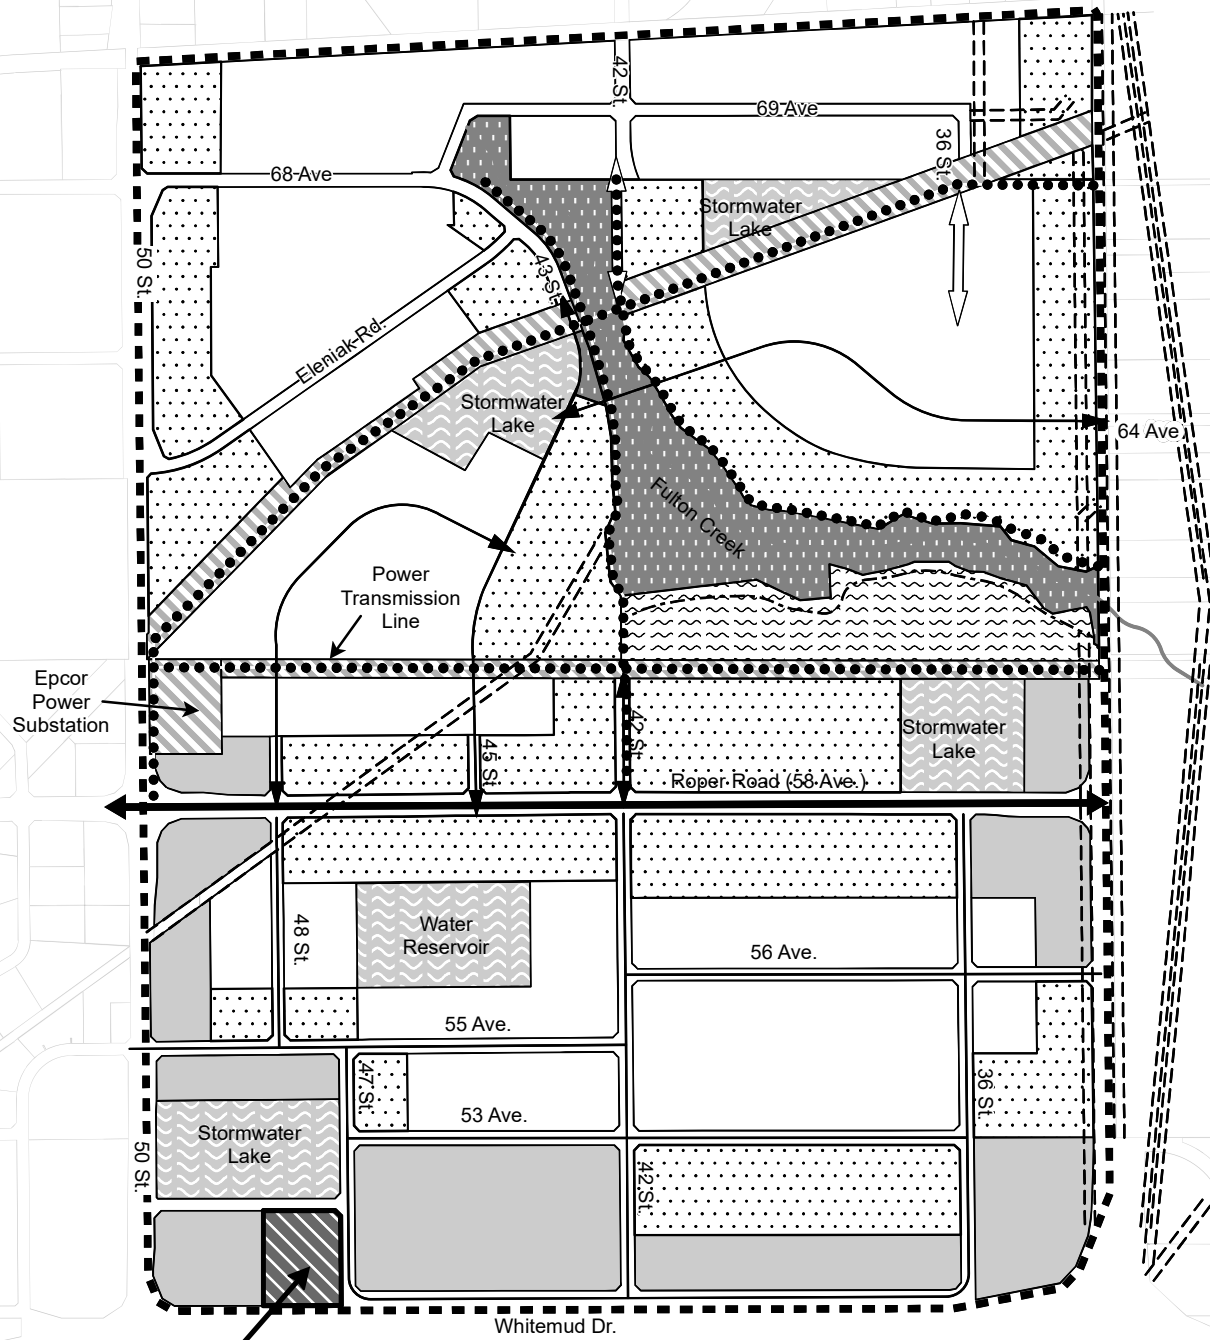 42 St.
69 Ave
36 St.
68 Ave
Stormwater
Lake
50 St.
43 St.
Eleniak Rd.
Stormwater
Lake
64 Ave
Fulton Creek
Power
Transmission
Line
Epcor
Power
Substation
45 St
42 St
Stormwater
Lake
Roper Road (58 Ave.)
48 St.
Water
Reservoir
56 Ave.
55 Ave.
47 St.
36 St.
53 Ave.
Stormwater
Lake
50 St.
42 St.
Whitemud Dr.